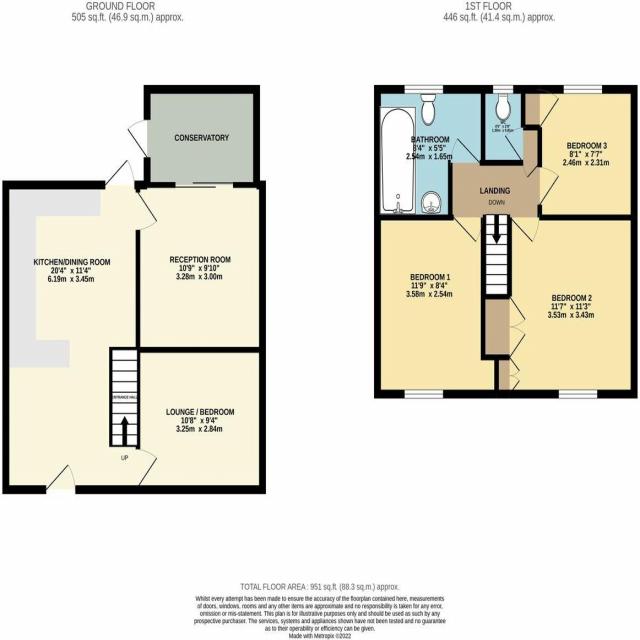 GROUND FLOOR
505 sq.ft. (46.9 sq.m.) approx.
1ST FLOOR
446 sq.ft. (41.4 sq.m.) approx.
CONSERVATORY
KITCHEN/DINING ROOM
20'4" x 11'4"
6.19m x 3.45m
RECEPTION ROOM
10'9" x 9'10"
3.28m x 3.00m
ENTRANCE HALL
LOUNGE / BEDROOM
10'8" x 9'4"
3.25m x 2.84m
UP
BATHROOM
8'4" x 5'5"
2.54m x 1.65m
BEDROOM 3
8'1" x 7'7"
2.46m x 2.31m
LANDING
DOWN
BEDROOM 1
11'9" x 8'4"
3.58m x 2.54m
BEDROOM 2
11'7" x 11'3"
3.53m x 3.43m
TOTAL FLOOR AREA : 951 sq.ft. (88.3 sq.m.) approx.
Whilst every attempt has been made to ensure the accuracy of the floorplan contained here, measurements
of doors, windows, rooms and any other items are approximate and no responsibility is taken for any error,
omission or mis-statement. This plan is for illustrative purposes only and should be used as such by any
prospective purchaser. The services, systems and appliances shown have not been tested and no guarantee
as to their operability or efficiency can be given.
Made with Metropix ©2022